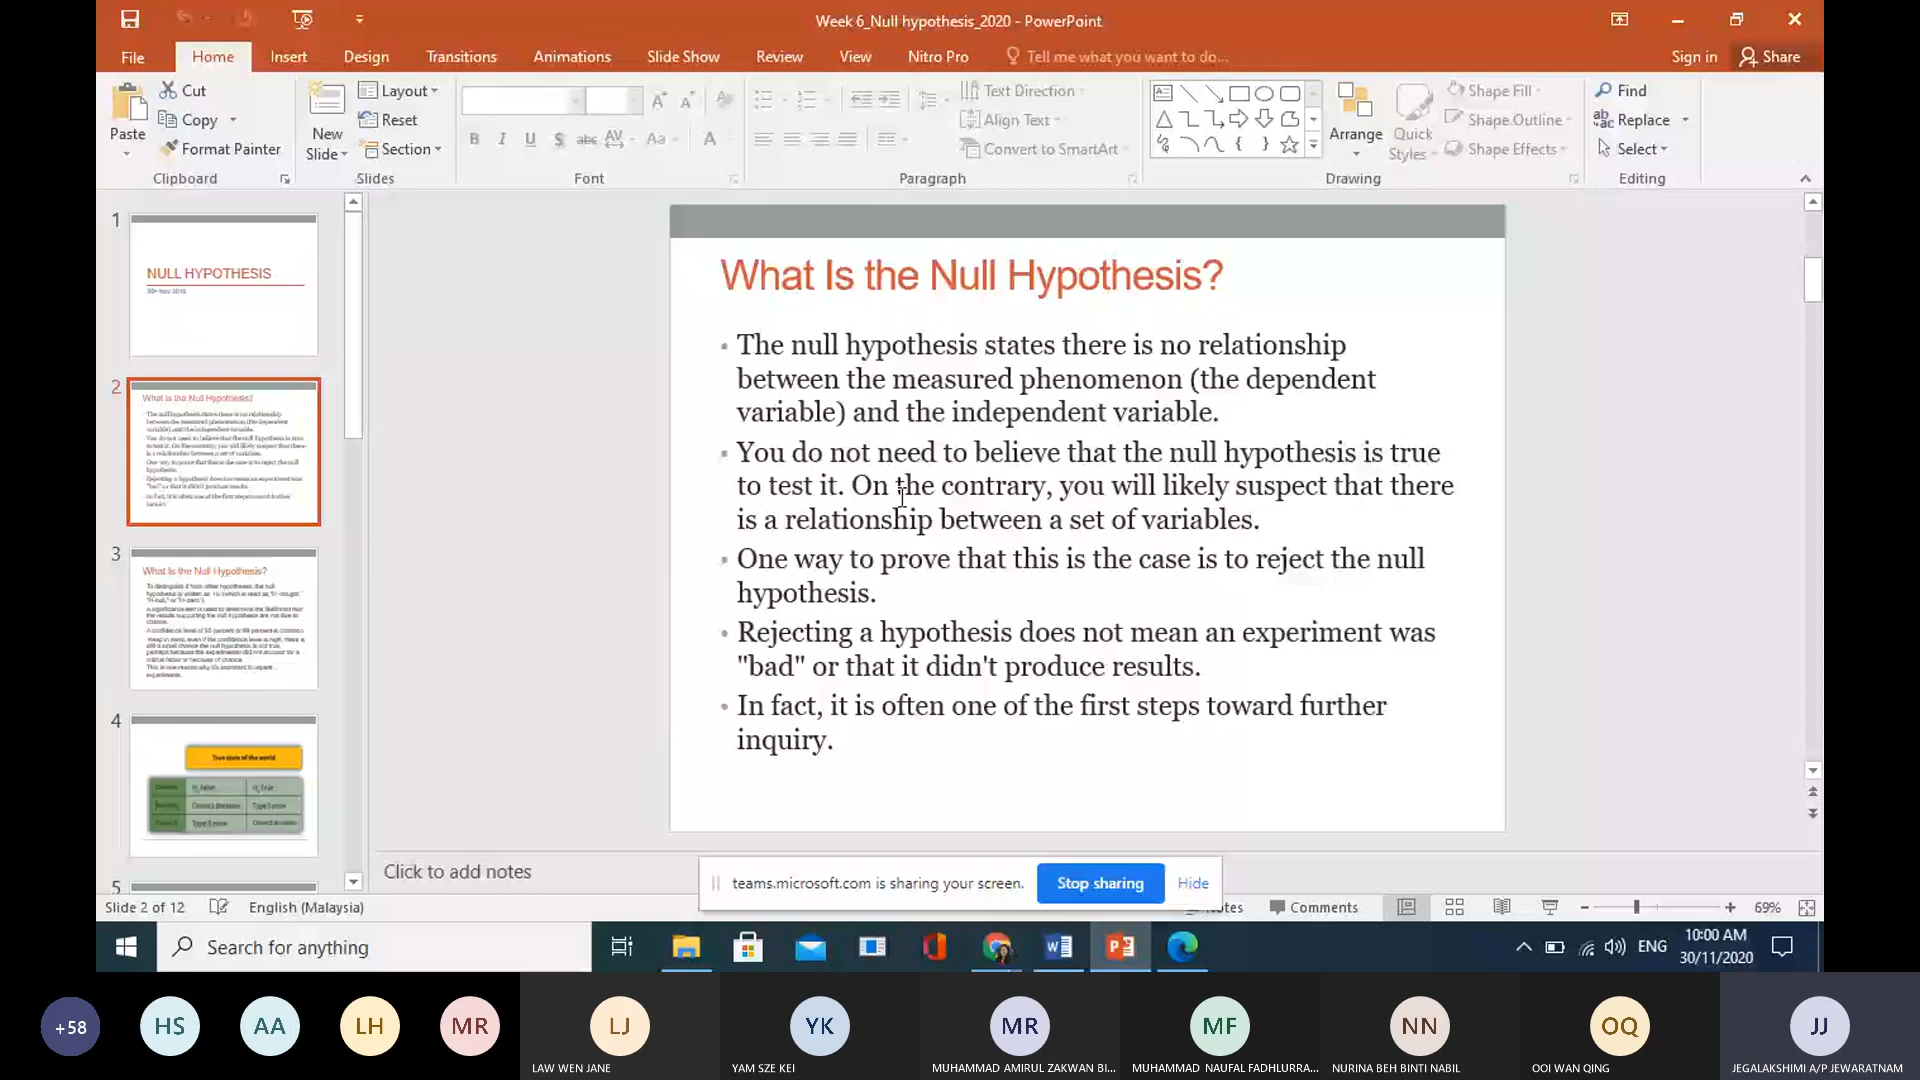 Week 6_Null hypothesis_2020 - PowerPoint
File Home Insert Design Transitions Animations Slide Show Review View Nitro Pro Tell me what you want to do... Sign in Share
Paste
Cut
Copy
Format Painter
Clipboard
New Slide
Layout
Reset
Section
Slides
Font
Text Direction
Align Text
Convert to SmartArt
Paragraph
Arrange
Quick Styles
Shape Fill
Shape Outline
Shape Effects
Drawing
Find
Replace
Select
Editing
1
NULL HYPOTHESIS
2
What Is the Null Hypothesis?
3
What Is the Null Hypothesis?
4
True state of the world
5
What Is the Null Hypothesis?
The null hypothesis states there is no relationship
between the measured phenomenon (the dependent
variable) and the independent variable.
You do not need to believe that the null hypothesis is true
to test it. On the contrary, you will likely suspect that there
is a relationship between a set of variables.
One way to prove that this is the case is to reject the null
hypothesis.
Rejecting a hypothesis does not mean an experiment was
"bad" or that it didn't produce results.
In fact, it is often one of the first steps toward further
inquiry.
Click to add notes
teams.microsoft.com is sharing your screen. Stop sharing Hide
Slide 2 of 12 English (Malaysia) Comments 69%
Search for anything
ENG
10:00 AM
30/11/2020
+58 HS AA LH MR LJ YK MR MF NN OQ JJ
LAW WEN JANE
YAM SZE KEI
MUHAMMAD AMIRUL ZAKWAN BI...
MUHAMMAD NAUFAL FADHLURRA...
NURINA BEH BINTI NABIL
OOI WAN QING
JEGALAKSHIMI A/P JEWARATNAM